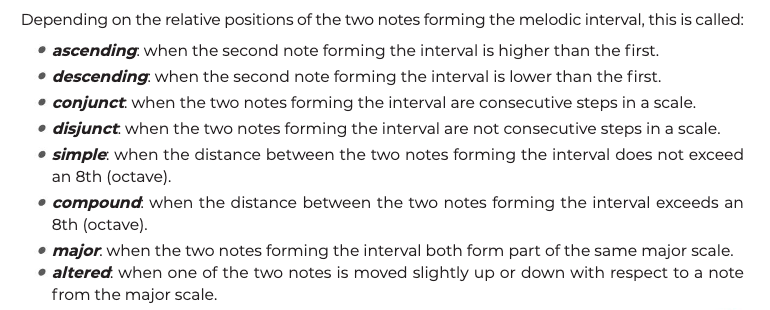 Depending on the relative positions of the two notes forming the melodic interval, this is called:
• ascending: when the second note forming the interval is higher than the first.
• descending: when the second note forming the interval is lower than the first.
• conjunct: when the two notes forming the interval are consecutive steps in a scale.
• disjunct: when the two notes forming the interval are not consecutive steps in a scale.
• simple: when the distance between the two notes forming the interval does not exceed
an 8th (octave).
• compound: when the distance between the two notes forming the interval exceeds an
8th (octave).
• major: when the two notes forming the interval both form part of the same major scale.
• altered: when one of the two notes is moved slightly up or down with respect to a note
from the major scale.